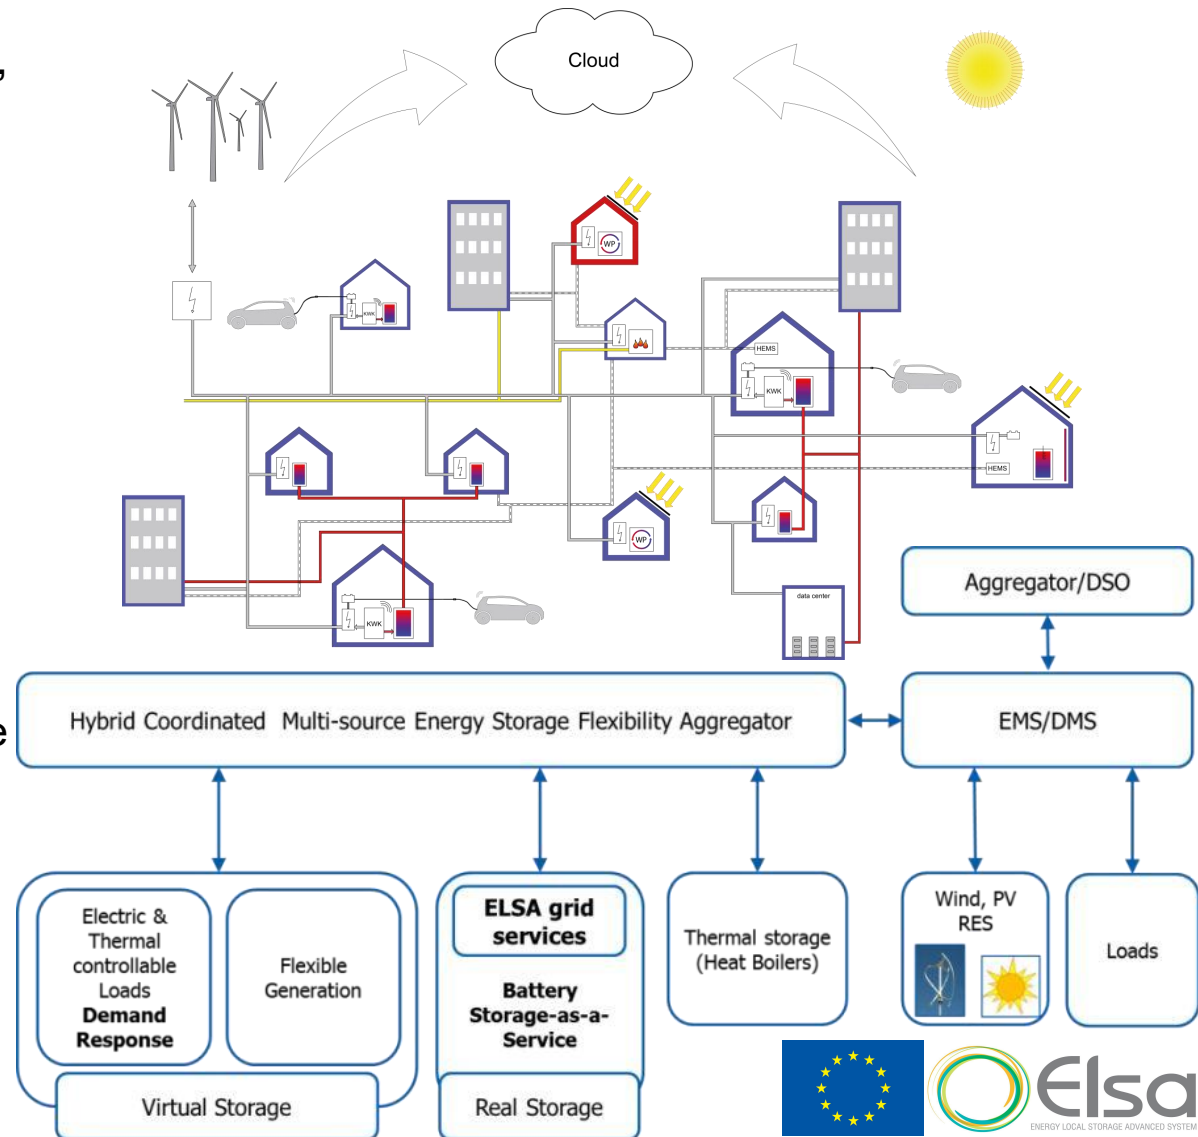 ,
Cloud
WP
KWK
HEMS
KWK
HEMS
WP
KWK
data center
Aggregator/DSO
e
Hybrid Coordinated Multi-source Energy Storage Flexibility Aggregator
EMS/DMS
Electric &
Thermal
controllable
Loads
Demand
Response
Flexible
Generation
Virtual Storage
ELSA grid
services
Battery
Storage-as-a-
Service
Real Storage
Thermal storage
(Heat Boilers)
Wind, PV
RES
Loads
Elsa
ENERGY LOCAL STORAGE ADVANCED SYSTEM